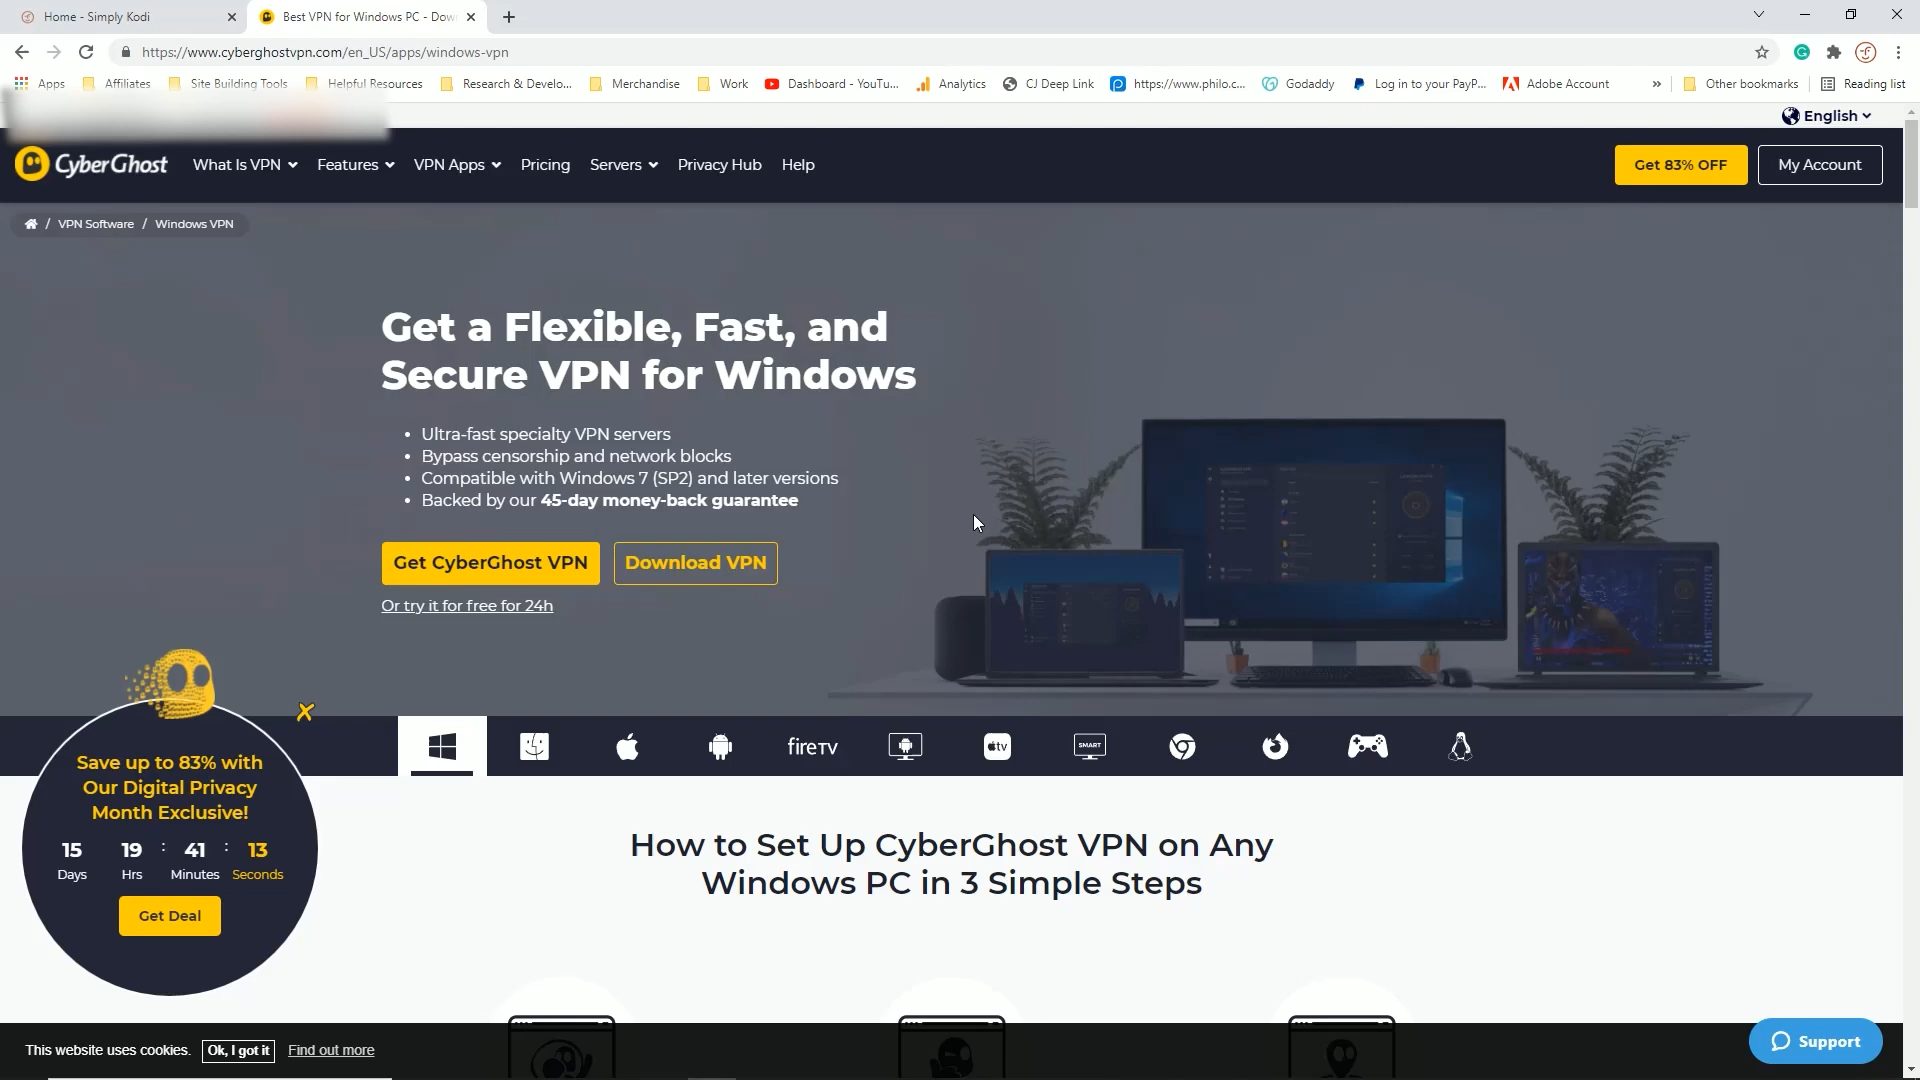 Home - Simply Kodi
Best VPN for Windows PC - Dow
https://www.cyberghostvpn.com/en_US/apps/windows-vpn
Apps Affiliates Site Building Tools Helpful Resources Research & Develo... Merchandise Work Dashboard - YouTu... Analytics CJ Deep Link https://www.philo.c... Godaddy Log in to your PayP... Adobe Account » Other bookmarks Reading list
English
CyberGhost What Is VPN Features VPN Apps Pricing Servers Privacy Hub Help Get 83% OFF My Account
/ VPN Software / Windows VPN
Get a Flexible, Fast, and
Secure VPN for Windows
• Ultra-fast specialty VPN servers
• Bypass censorship and network blocks
• Compatible with Windows 7 (SP2) and later versions
• Backed by our 45-day money-back guarantee
Get CyberGhost VPN Download VPN
Or try it for free for 24h
fireTV tv SMART
Save up to 83% with
Our Digital Privacy
Month Exclusive!
15 19 : 41 : 13
Days Hrs Minutes Seconds
Get Deal
How to Set Up CyberGhost VPN on Any
Windows PC in 3 Simple Steps
This website uses cookies. Ok, I got it Find out more
Support